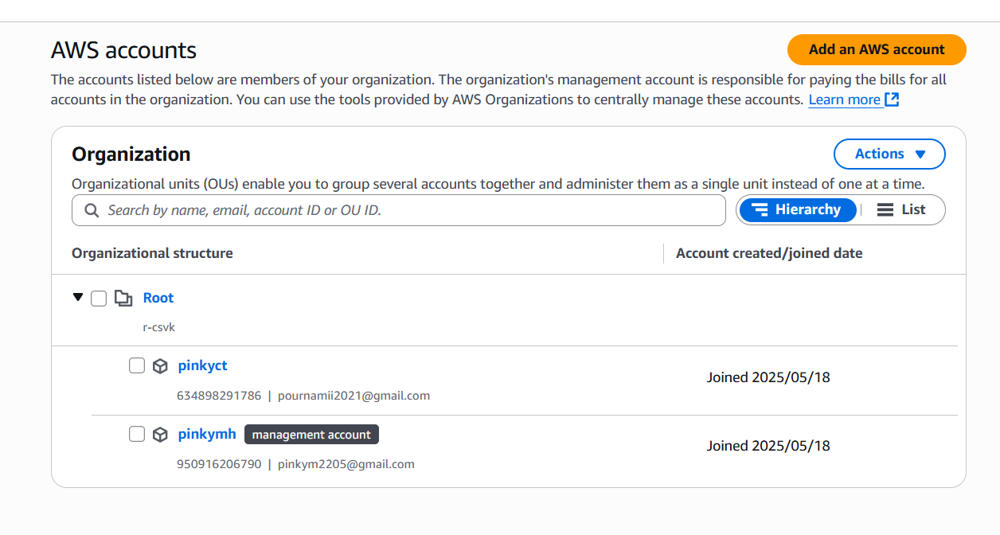 AWS accounts
Add an AWS account
The accounts listed below are members of your organization. The organization's management account is responsible for paying the bills for all
accounts in the organization. You can use the tools provided by AWS Organizations to centrally manage these accounts. Learn more
Organization
Actions
Organizational units (OUs) enable you to group several accounts together and administer them as a single unit instead of one at a time.
Search by name, email, account ID or OU ID.
Hierarchy | List
Organizational structure
Account created/joined date
Root
r-csvk
pinkyct
Joined 2025/05/18
634898291786 | pournamii2021@gmail.com
pinkymh management account
Joined 2025/05/18
950916206790 | pinkym2205@gmail.com